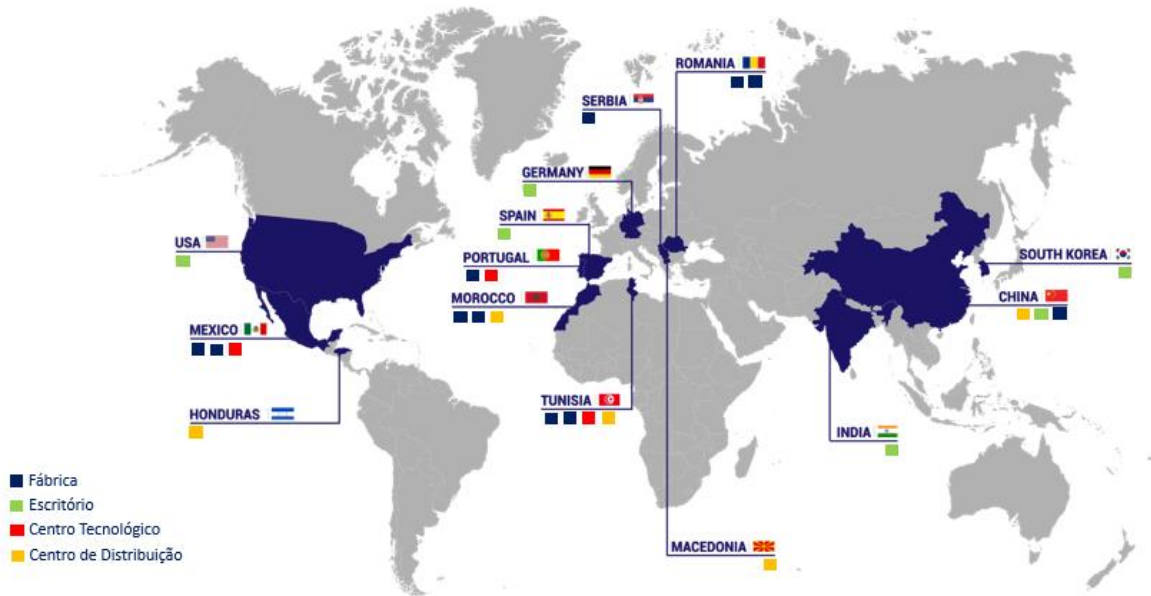 ROMANIA
SERBIA
GERMANY
SPAIN
USA
PORTUGAL
SOUTH KOREA
MOROCCO
CHINA
MEXICO
HONDURAS
TUNISIA
INDIA
Fábrica
Escritório
Centro Tecnológico
Centro de Distribuição
MACEDONIA